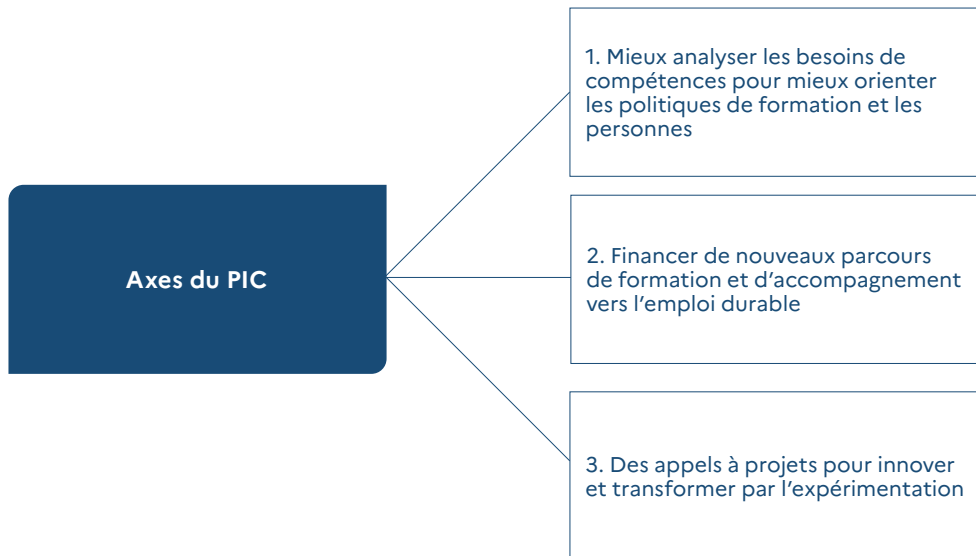 1. Mieux analyser les besoins de
compétences pour mieux orienter
les politiques de formation et les
personnes
Axes du PIC
2. Financer de nouveaux parcours
de formation et d’accompagnement
vers l’emploi durable
3. Des appels à projets pour innover
et transformer par l’expérimentation